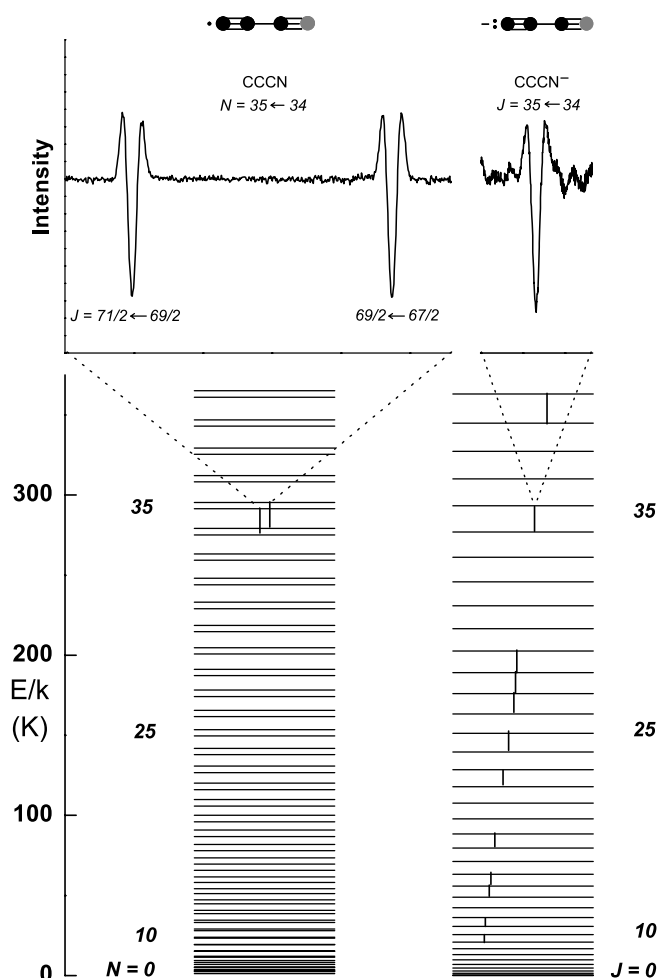 CCCN
N = 35 ← 34
CCCN⁻
J = 35 ← 34
Intensity
J = 71/2 ← 69/2
69/2 ← 67/2
300
35
35
200
E/k
(K)
25
25
100
10
10
0
N = 0
J = 0